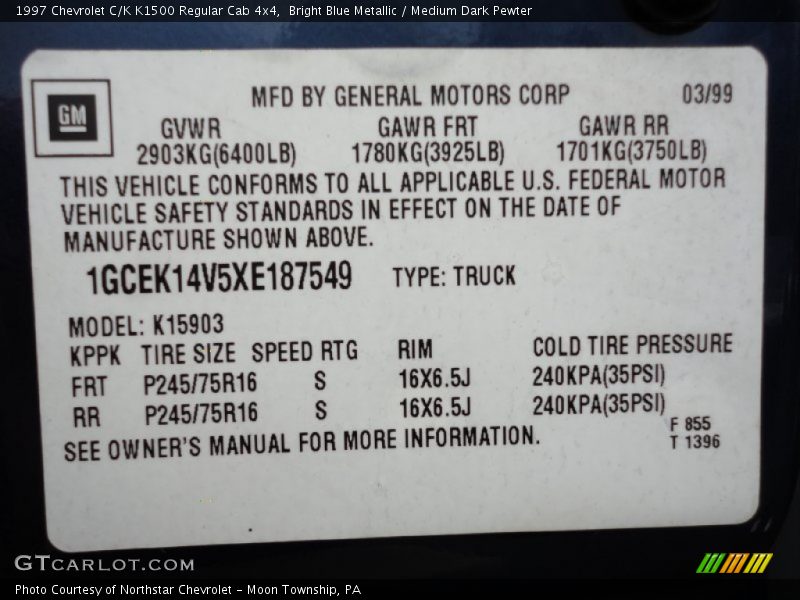 1997 Chevrolet C/K K1500 Regular Cab 4x4, Bright Blue Metallic / Medium Dark Pewter
GM
MFD BY GENERAL MOTORS CORP 03/99
GVWR GAWR FRT GAWR RR
2903KG(6400LB) 1780KG(3925LB) 1701KG(3750LB)
THIS VEHICLE CONFORMS TO ALL APPLICABLE U.S. FEDERAL MOTOR
VEHICLE SAFETY STANDARDS IN EFFECT ON THE DATE OF
MANUFACTURE SHOWN ABOVE.
1GCEK14V5XE187549 TYPE: TRUCK
MODEL: K15903
KPPK TIRE SIZE SPEED RTG RIM COLD TIRE PRESSURE
FRT P245/75R16 S 16X6.5J 240KPA(35PSI)
RR P245/75R16 S 16X6.5J 240KPA(35PSI)
SEE OWNER'S MANUAL FOR MORE INFORMATION.
F 855
T 1396
GTCARLOT.COM
Photo Courtesy of Northstar Chevrolet - Moon Township, PA